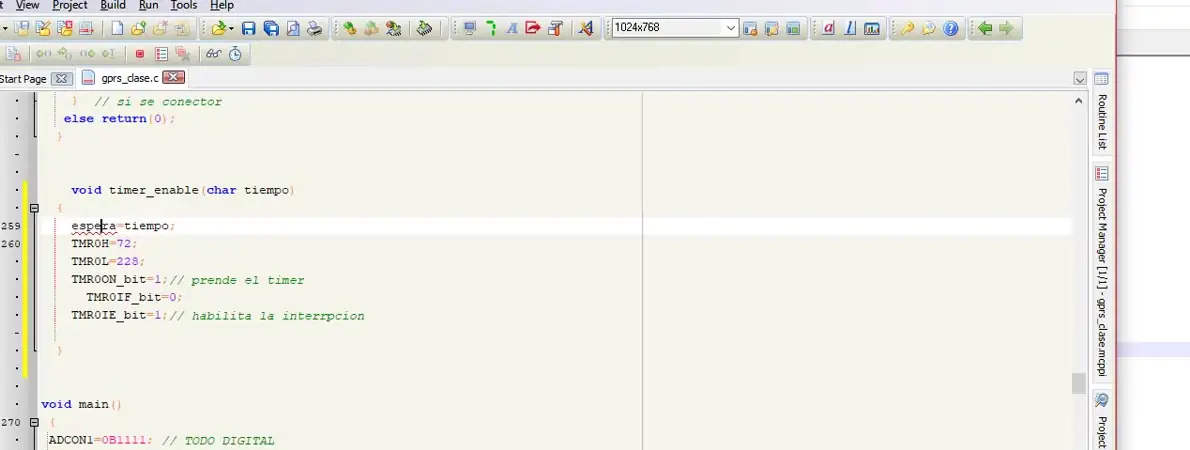 View Project Build Run Tools Help
1024x768
Start Page gprs_clase.c
} // si se conector
else return(0);
}
void timer_enable(char tiempo)
{
259 espera=tiempo;
260 TMR0H=72;
TMR0L=228;
TMR0ON_bit=1;// prende el timer
TMR0IF_bit=0;
TMR0IE_bit=1;// habilita la interrpcion
}
void main()
270 {
ADCON1=0B1111; // TODO DIGITAL
Routine List
Project Manager [1/1] - gprs_clase.mcppi
Project